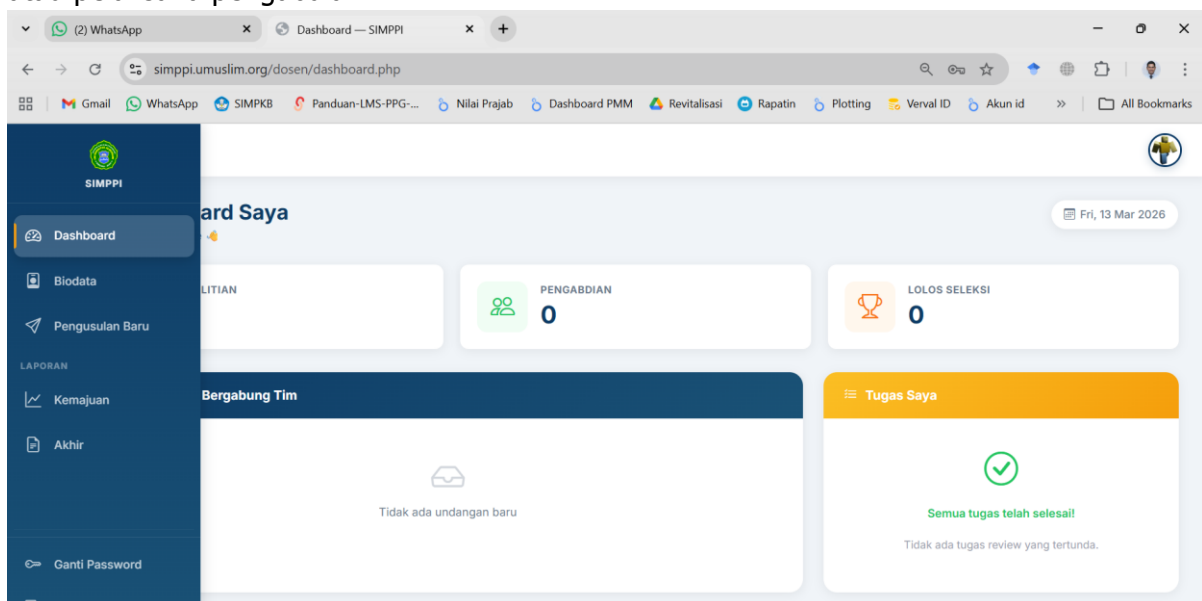 (2) WhatsApp
Dashboard — SIMPPI
simppi.umuslim.org/dosen/dashboard.php
Gmail
WhatsApp
SIMPKB
Panduan-LMS-PPG-...
Nilai Prajab
Dashboard PMM
Revitalisasi
Rapatin
Plotting
Verval ID
Akun id
All Bookmarks
SIMPPI
Dashboard
Biodata
Pengusulan Baru
LAPORAN
Kemajuan
Akhir
Ganti Password
ard Saya
Fri, 13 Mar 2026
LITIAN
PENGABDIAN
0
LOLOS SELEKSI
0
Bergabung Tim
Tidak ada undangan baru
Tugas Saya
Semua tugas telah selesai!
Tidak ada tugas review yang tertunda.